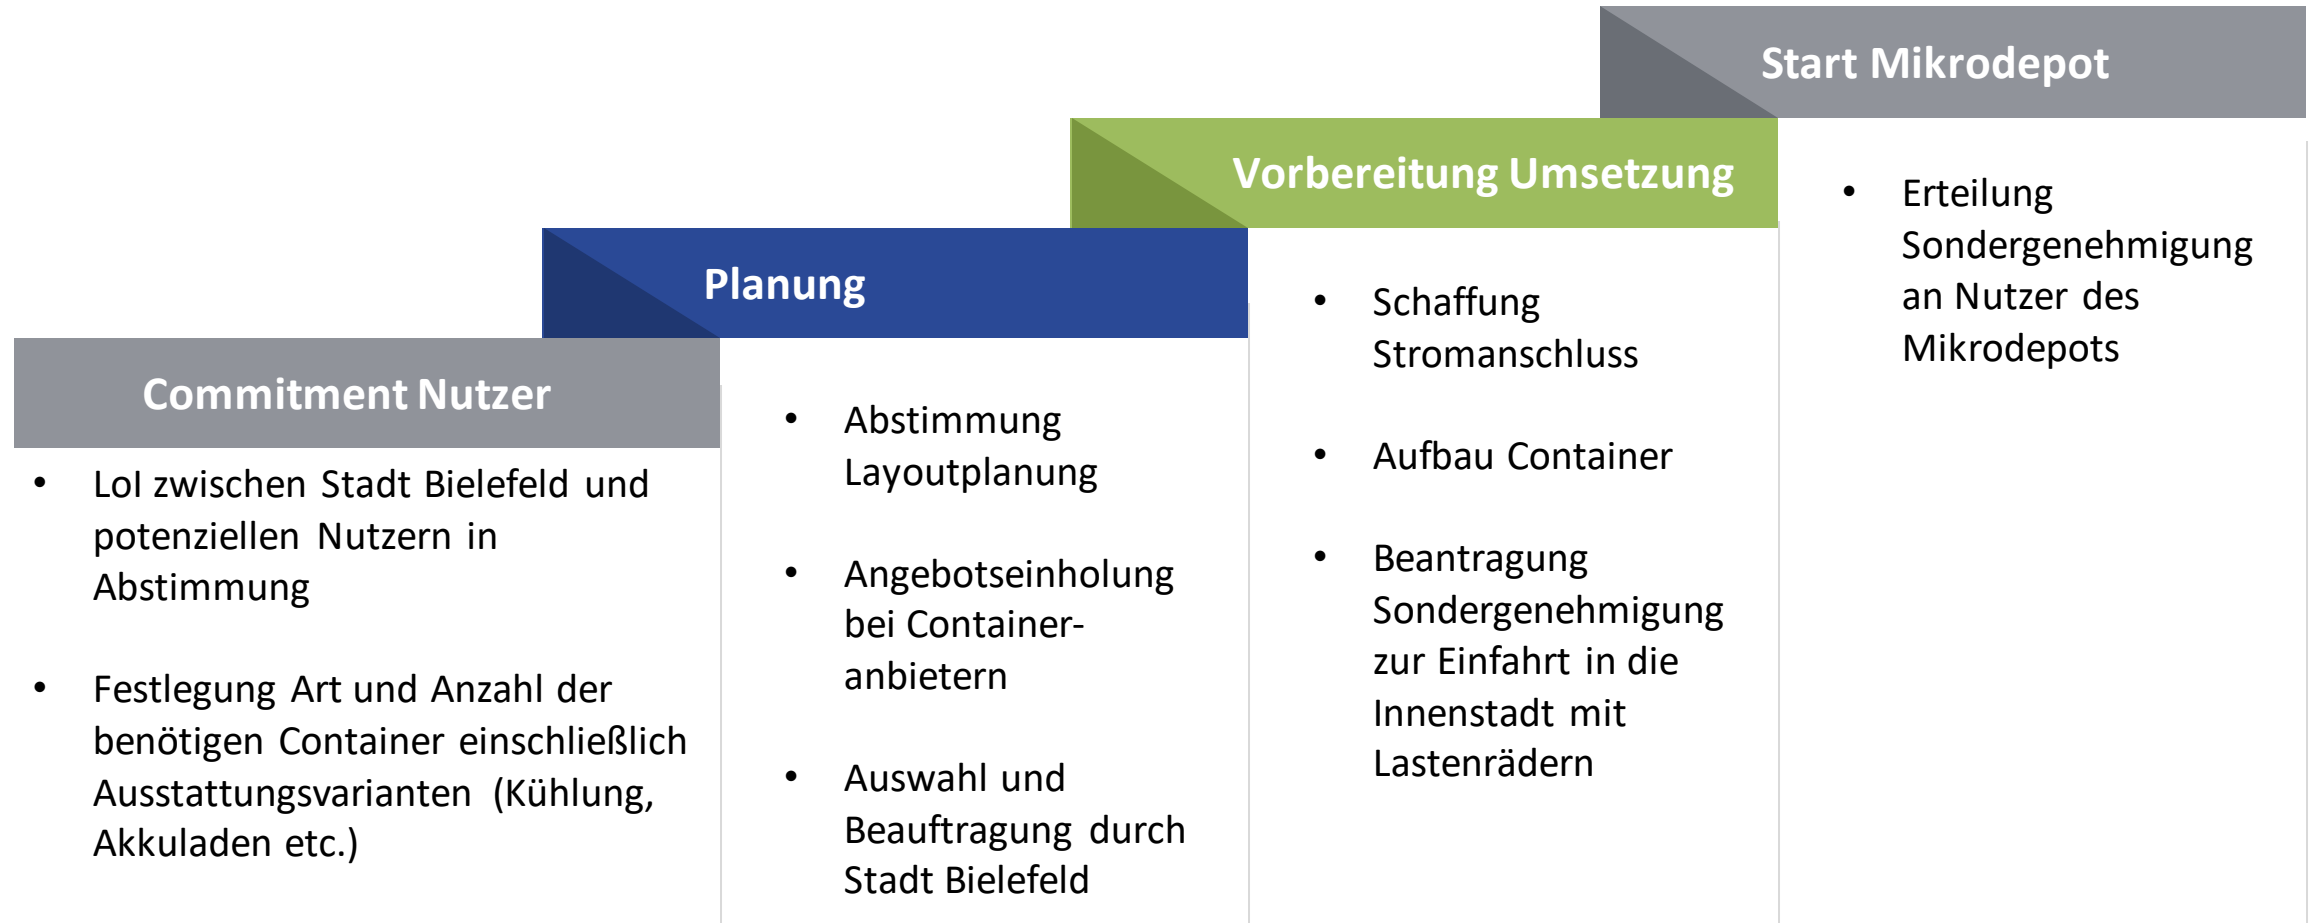 Start Mikrodepot
Vorbereitung Umsetzung
Planung
Commitment Nutzer
• LoI zwischen Stadt Bielefeld und
potenziellen Nutzern in
Abstimmung
• Festlegung Art und Anzahl der
benötigen Container einschließlich
Ausstattungsvarianten (Kühlung,
Akkuladen etc.)
• Abstimmung
Layoutplanung
• Angebotseinholung
bei Container-
anbietern
• Auswahl und
Beauftragung durch
Stadt Bielefeld
• Schaffung
Stromanschluss
• Aufbau Container
• Beantragung
Sondergenehmigung
zur Einfahrt in die
Innenstadt mit
Lastenrädern
• Erteilung
Sondergenehmigung
an Nutzer des
Mikrodepots